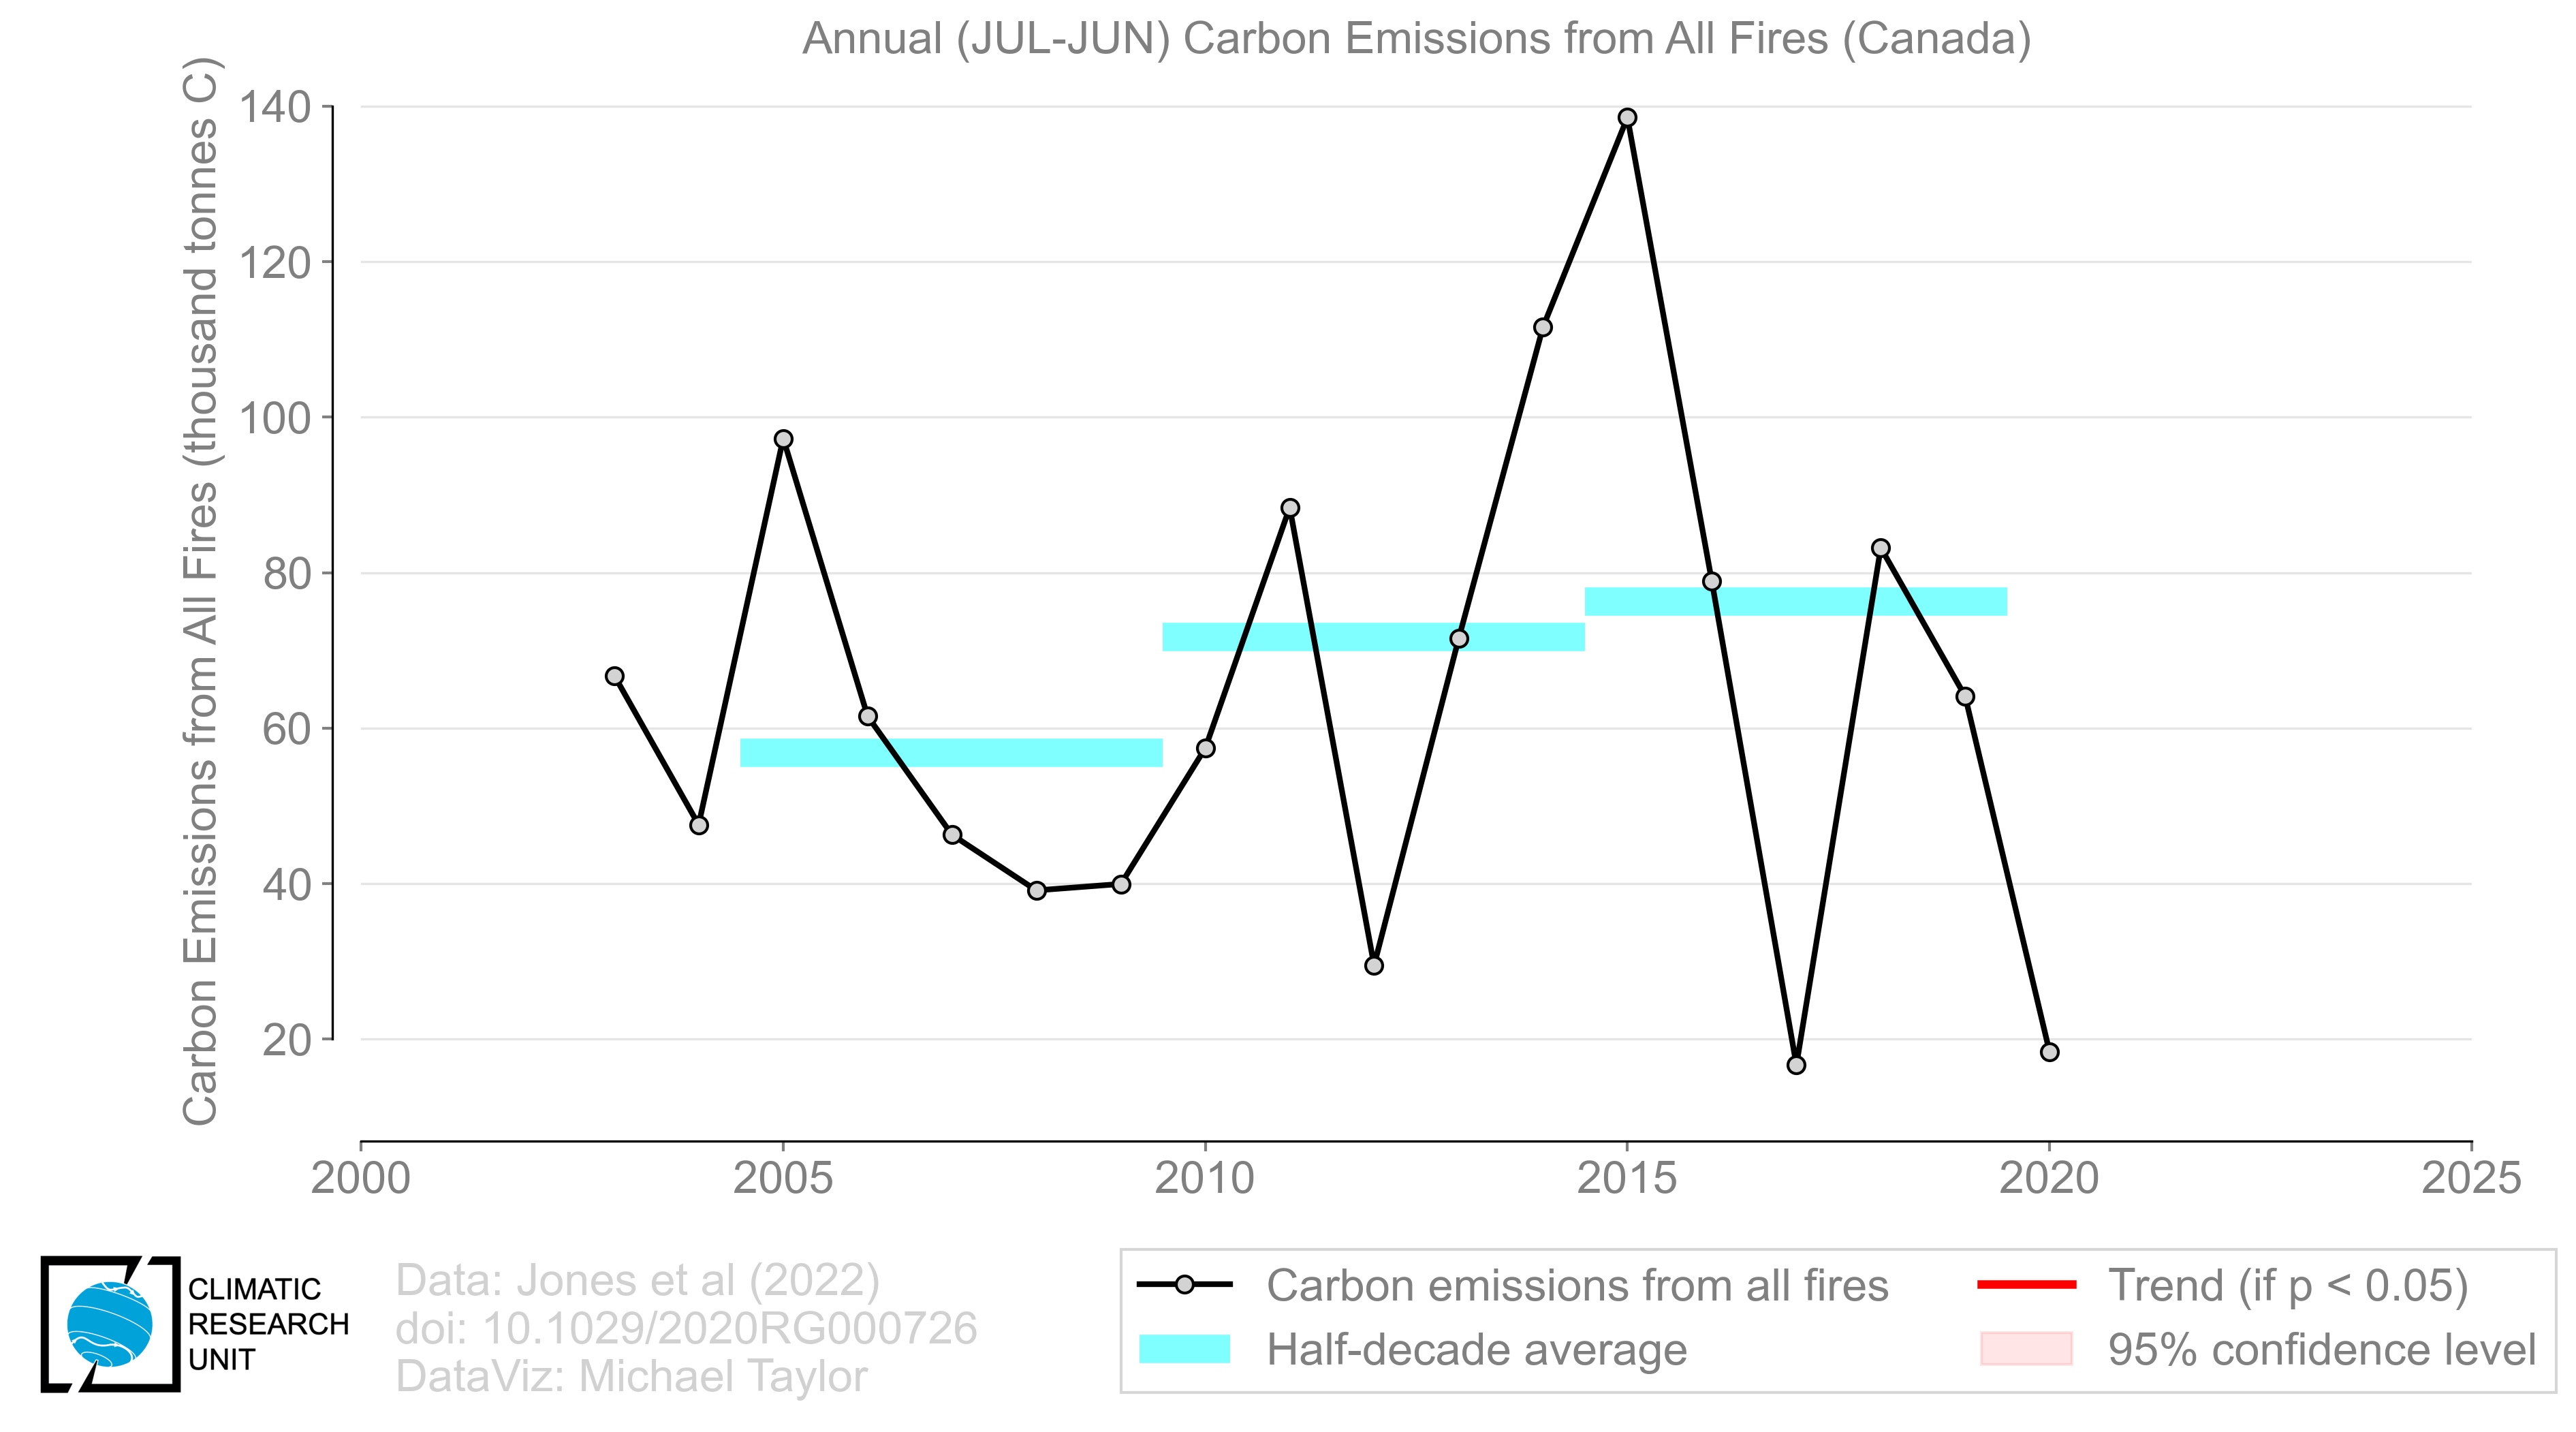 Annual (JUL-JUN) Carbon Emissions from All Fires (Canada)
Carbon Emissions from All Fires (thousand tonnes C)
140
120
100
80
60
40
20
2000 2005 2010 2015 2020 2025
CLIMATIC
RESEARCH
UNIT
Data: Jones et al (2022)
doi: 10.1029/2020RG000726
DataViz: Michael Taylor
Carbon emissions from all fires
Half-decade average
Trend (if p < 0.05)
95% confidence level